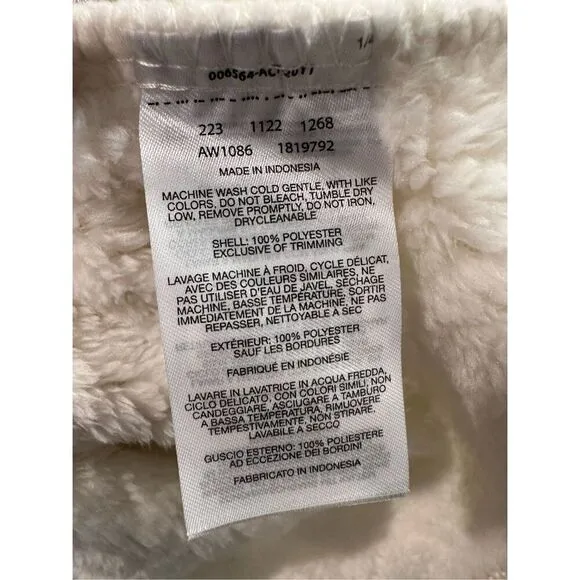 1/4
223 1122 1268
AW1086 1819792
MADE IN INDONESIA
MACHINE WASH COLD GENTLE, WITH LIKE
COLORS, DO NOT BLEACH, TUMBLE DRY
LOW, REMOVE PROMPTLY, DO NOT IRON,
DRYCLEANABLE
SHELL: 100% POLYESTER
EXCLUSIVE OF TRIMMING
LAVAGE MACHINE À FROID, CYCLE DÉLICAT,
AVEC DES COULEURS SIMILAIRES, NE
PAS UTILISER D'EAU DE JAVEL, SÉCHAGE
MACHINE, BASSE TEMPÉRATURE, SORTIR
IMMÉDIATEMENT DE LA MACHINE, NE PAS
REPASSER, NETTOYABLE A SEC
EXTÉRIEUR: 100% POLYESTER
SAUF LES BORDURES
FABRIQUÉ EN INDONÉSIE
LAVARE IN LAVATRICE IN ACQUA FREDDA,
CICLO DELICATO, CON COLORI SIMILI, NON
CANDEGGIARE, ASCIUGARE A TAMBURO
A BASSA TEMPERATURA, RIMUOVERE
TEMPESTIVAMENTE, NON STIRARE,
LAVABILE A SECCO
GUSCIO ESTERNO: 100% POLIESTERE
AD ECCEZIONE DEI BORDINI
FABBRICATO IN INDONESIA